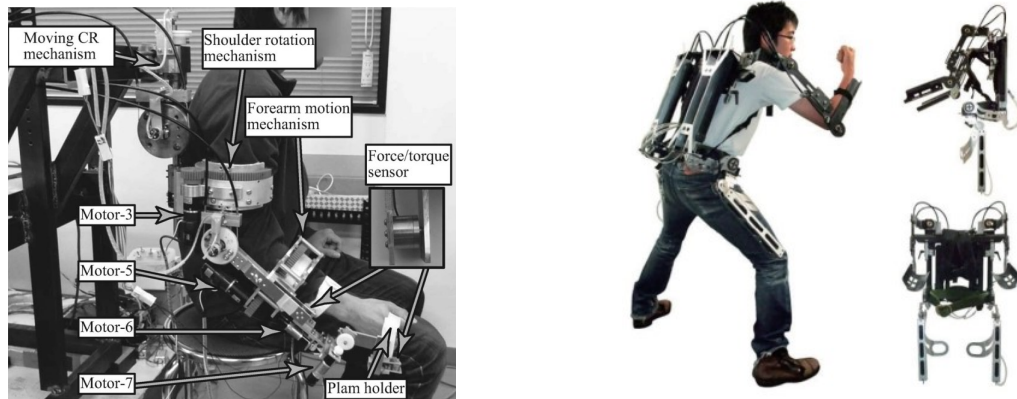 Moving CR
mechanism
Shoulder rotation
mechanism
Forearm motion
mechanism
Force/torque
sensor
Motor-3
Motor-5
Motor-6
Motor-7
Plam holder